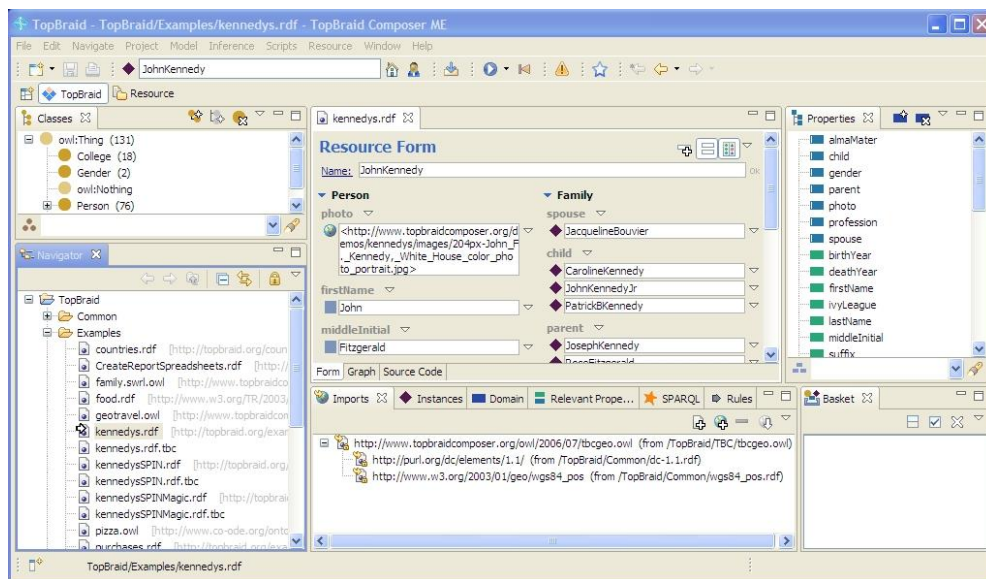 TopBraid - TopBraid/Examples/kennedys.rdf - TopBraid Composer ME
File Edit Navigate Project Model Inference Scripts Resource Window Help
JohnKennedy
TopBraid Resource
Classes
owl:Thing (131)
College (18)
Gender (2)
owl:Nothing
Person (76)
Navigator
TopBraid
Common
Examples
countries.rdf [http://topbraid.org/coun
CreateReportSpreadsheets.rdf [http://
family.swrl.owl [http://www.topbraidco
food.rdf [http://www.w3.org/TR/2003/
geotravel.owl [http://www.topbraidcon
kennedys.rdf [http://topbraid.org/exar
kennedys.rdf.tbc
kennedysSPIN.rdf [http://topbraid.org,
kennedysSPIN.rdf.tbc
kennedysSPINMagic.rdf [http://topbrai
kennedysSPINMagic.rdf.tbc
pizza.owl [http://www.co-ode.org/onto
purchases.rdf [http://topbraid.org/exa
kennedys.rdf
Resource Form
Name: JohnKennedy
Ok
Person
photo
<http://www.topbraidcomposer.org/d
emos/kennedys/images/204px-John_F
._Kennedy,_White_House_color_pho
to_portrait.jpg>
firstName
John
middleInitial
Fitzgerald
Family
spouse
JacquelineBouvier
child
CarolineKennedy
JohnKennedyJr
PatrickBKennedy
parent
JosephKennedy
RoseFitzgerald
Form Graph Source Code
Properties
almaMater
child
gender
parent
photo
profession
spouse
birthYear
deathYear
firstName
ivyLeague
lastName
middleInitial
suffix
Imports Instances Domain Relevant Prope... SPARQL Rules
http://www.topbraidcomposer.org/owl/2006/07/tbcgeo.owl (from /TopBraid/TBC/tbcgeo.owl)
http://purl.org/dc/elements/1.1/ (from /TopBraid/Common/dc-1.1.rdf)
http://www.w3.org/2003/01/geo/wgs84_pos (from /TopBraid/Common/wgs84_pos.rdf)
Basket
TopBraid/Examples/kennedys.rdf